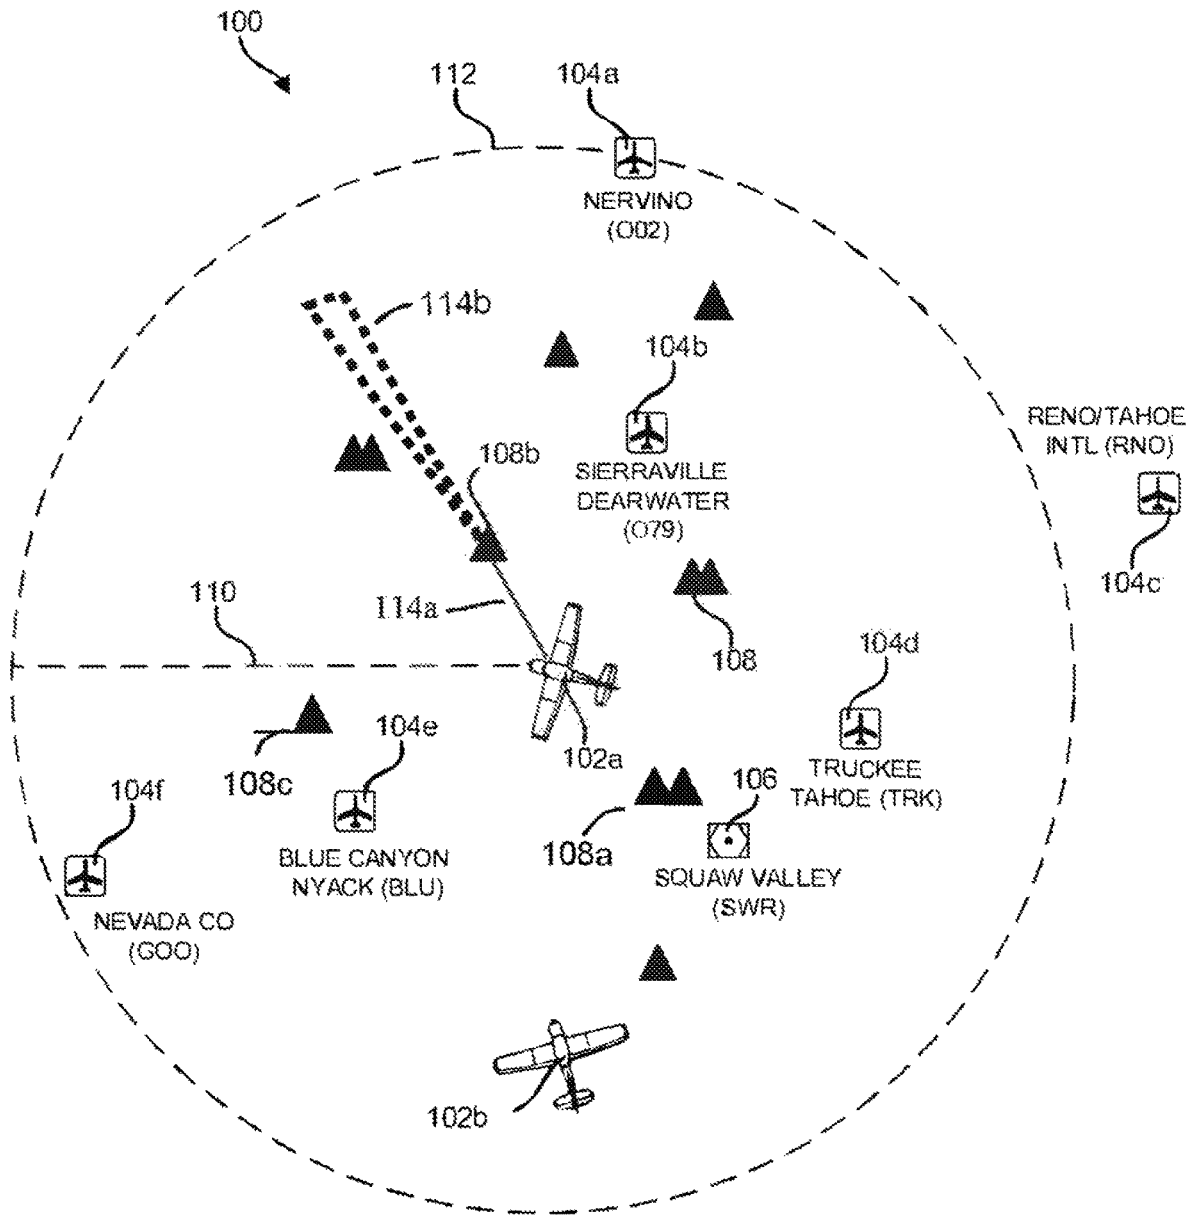 100
112
104a
NERVINO
(O02)
114b
104b
108b
SIERRAVILLE
DEARWATER
(O79)
RENO/TAHOE
INTL (RNO)
104c
110
114a
108
104d
108c
104e
102a
106
TRUCKEE
TAHOE (TRK)
104f
108a
BLUE CANYON
NYACK (BLU)
SQUAW VALLEY
(SWR)
NEVADA CO
(GOO)
102b